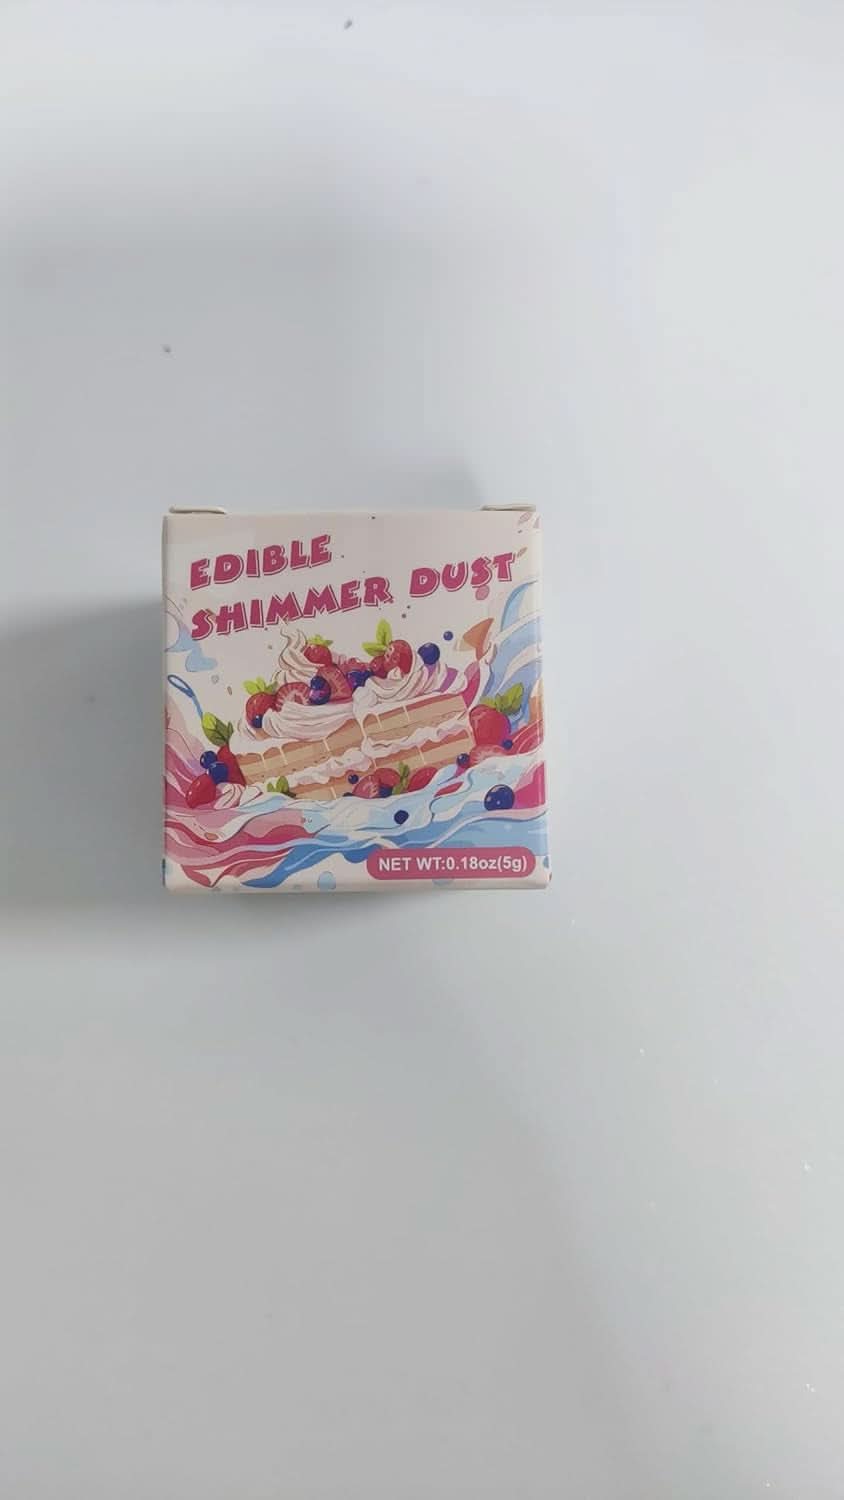 EDIBLE
SHIMMER DUST
NET WT:0.18oz(5g)